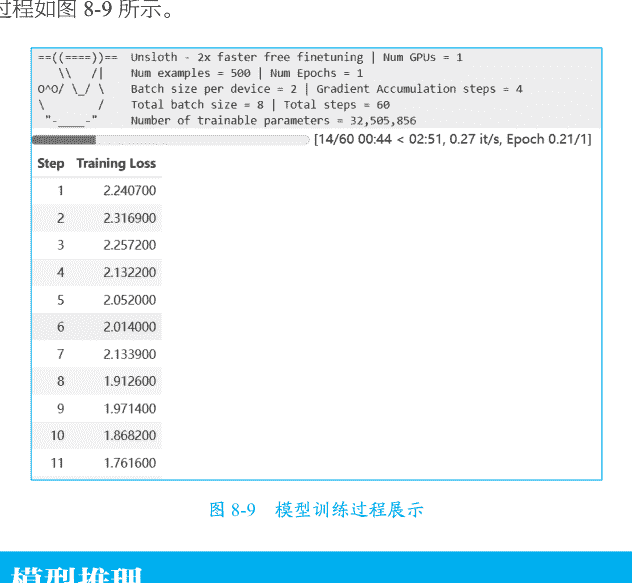 过程如图 8-9 所示。
==((====))== Unsloth - 2x faster free finetuning | Num GPUs = 1
\\ /| Num examples = 500 | Num Epochs = 1
O^O/ \_/ \ Batch size per device = 2 | Gradient Accumulation steps = 4
\ / Total batch size = 8 | Total steps = 60
"-____-" Number of trainable parameters = 32,505,856
[14/60 00:44 < 02:51, 0.27 it/s, Epoch 0.21/1]
Step Training Loss
1 2.240700
2 2.316900
3 2.257200
4 2.132200
5 2.052000
6 2.014000
7 2.133900
8 1.912600
9 1.971400
10 1.868200
11 1.761600
图 8-9 模型训练过程展示
模型推理